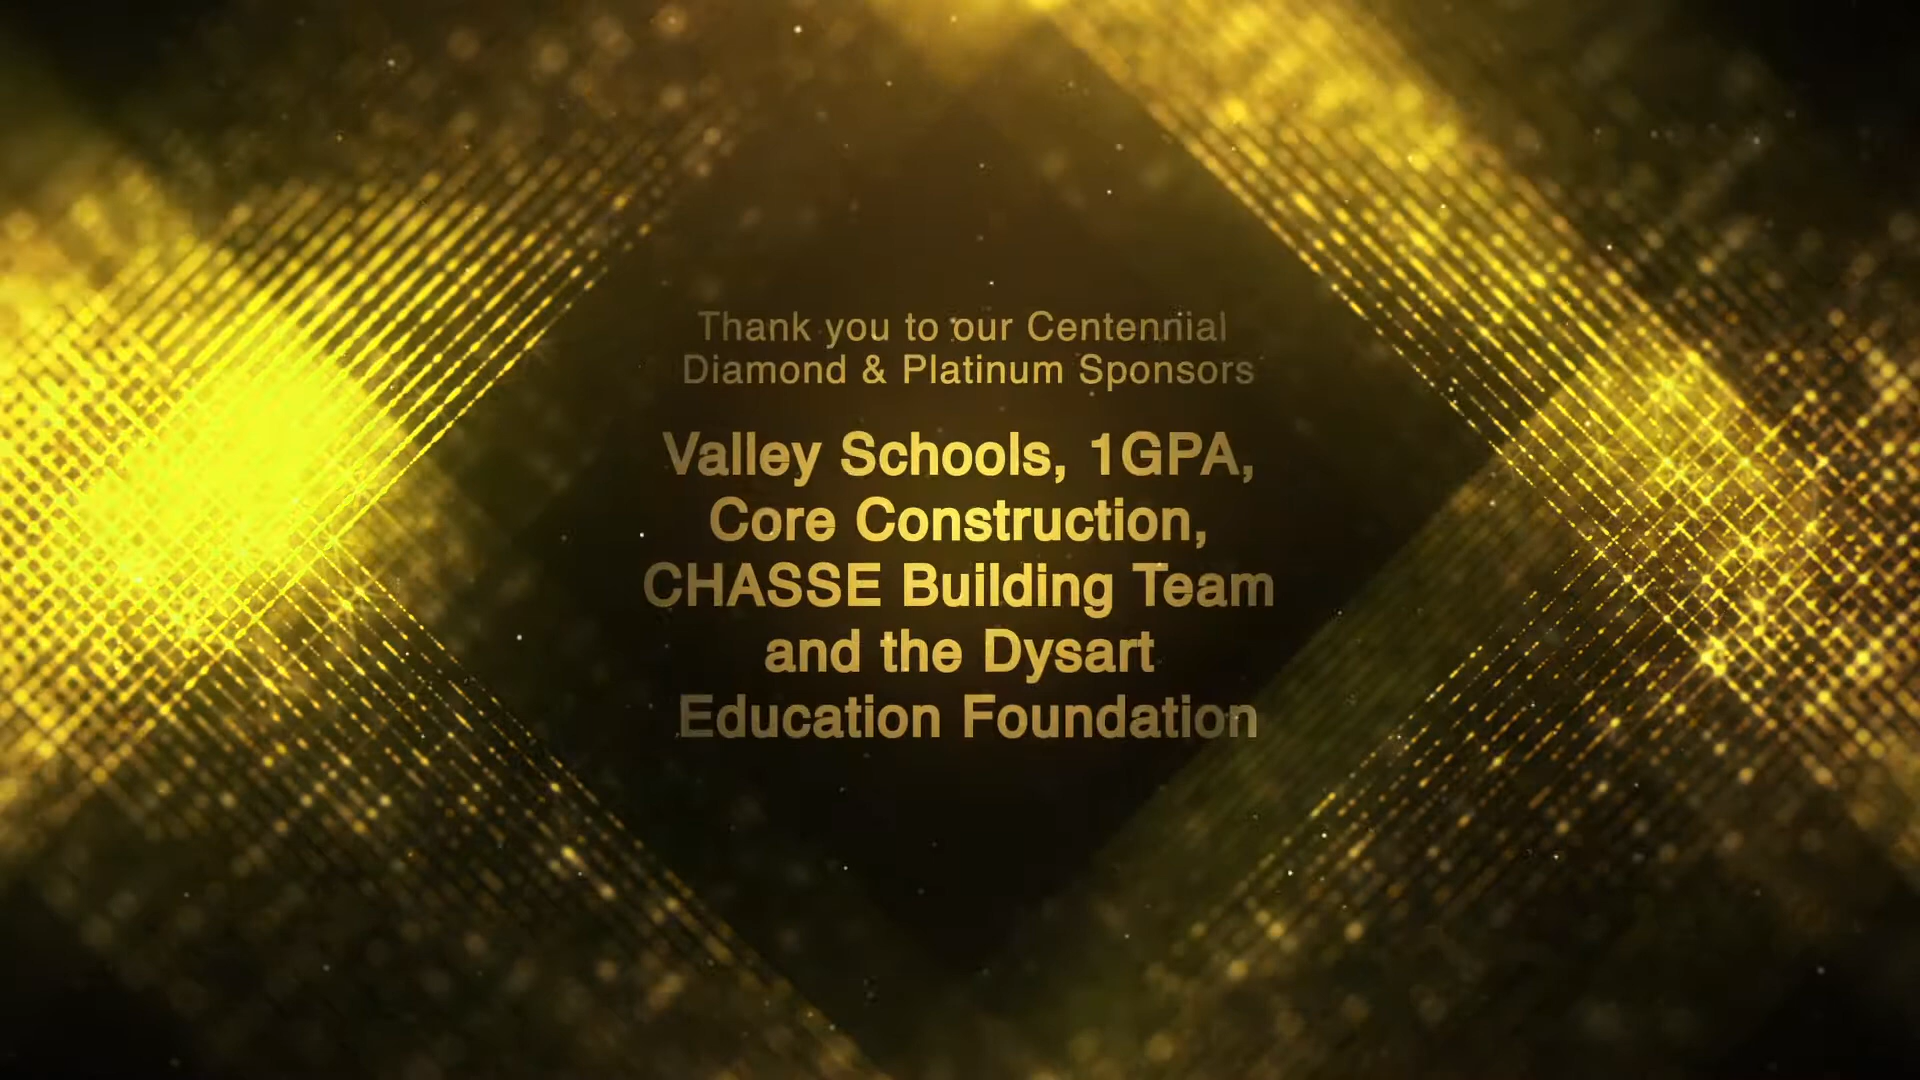 Thank you to our Centennial
Diamond & Platinum Sponsors
Valley Schools, 1GPA,
Core Construction,
CHASSE Building Team
and the Dysart
Education Foundation